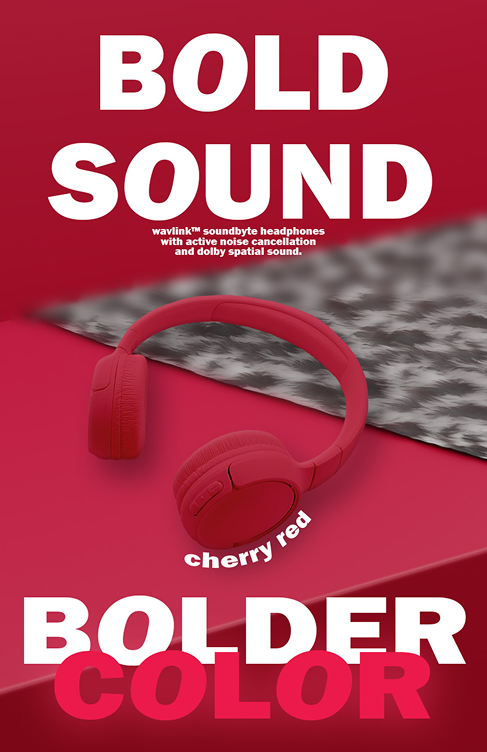 BOLD
SOUND
wavlink™ soundbyte headphones
with active noise cancellation
and dolby spatial sound.
cherry red
BOLDER
COLOR